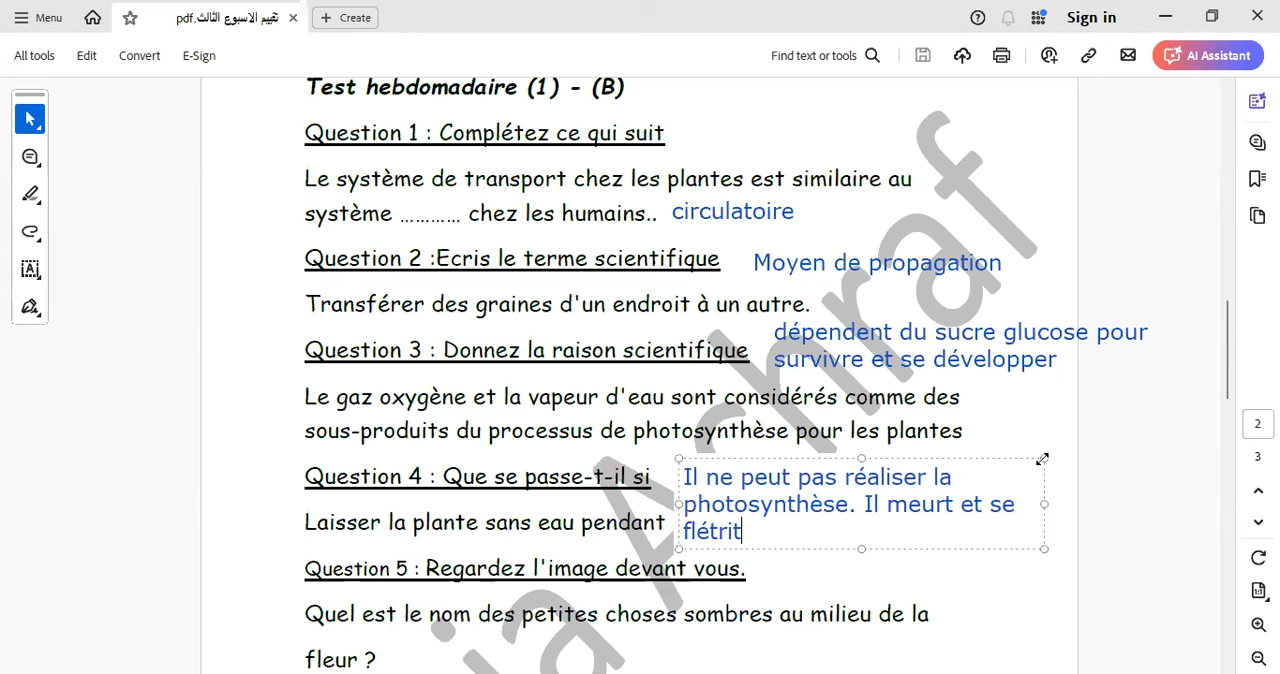 Menu
تقييم الاسبوع الثالث.pdf
Create
Sign in
All tools
Edit
Convert
E-Sign
Find text or tools
AI Assistant
Test hebdomadaire (1) - (B)
Question 1 : Complétez ce qui suit
Le système de transport chez les plantes est similaire au
système ………… chez les humains.. circulatoire
Question 2 :Ecris le terme scientifique Moyen de propagation
Transférer des graines d'un endroit à un autre.
dépendent du sucre glucose pour
survivre et se développer
Question 3 : Donnez la raison scientifique
Le gaz oxygène et la vapeur d'eau sont considérés comme des
sous-produits du processus de photosynthèse pour les plantes
Question 4 : Que se passe-t-il si
Il ne peut pas réaliser la
photosynthèse. Il meurt et se
flétrit
Laisser la plante sans eau pendant
Question 5 : Regardez l'image devant vous.
Quel est le nom des petites choses sombres au milieu de la
fleur ?
2
3
Achraf